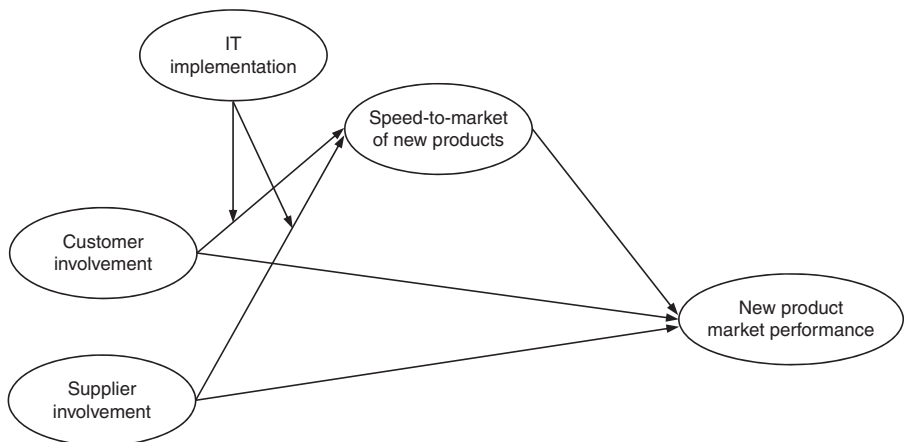 IT
implementation
Speed-to-market
of new products
Customer
involvement
New product
market performance
Supplier
involvement